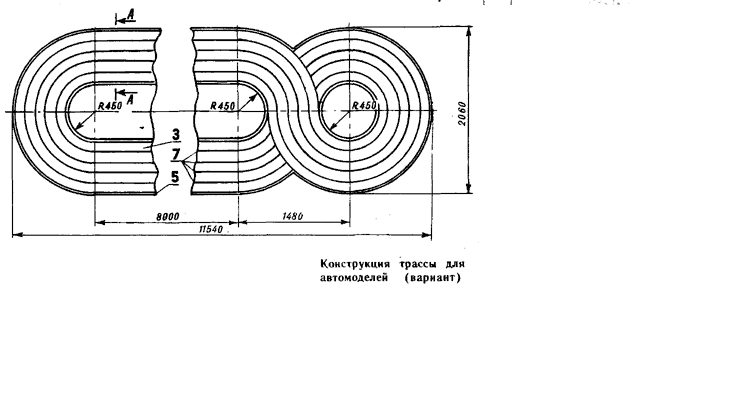 А
А
R450
R450
R450
3
7
5
2060
8000
1480
11540
Конструкция трассы для
автомоделей (вариант)